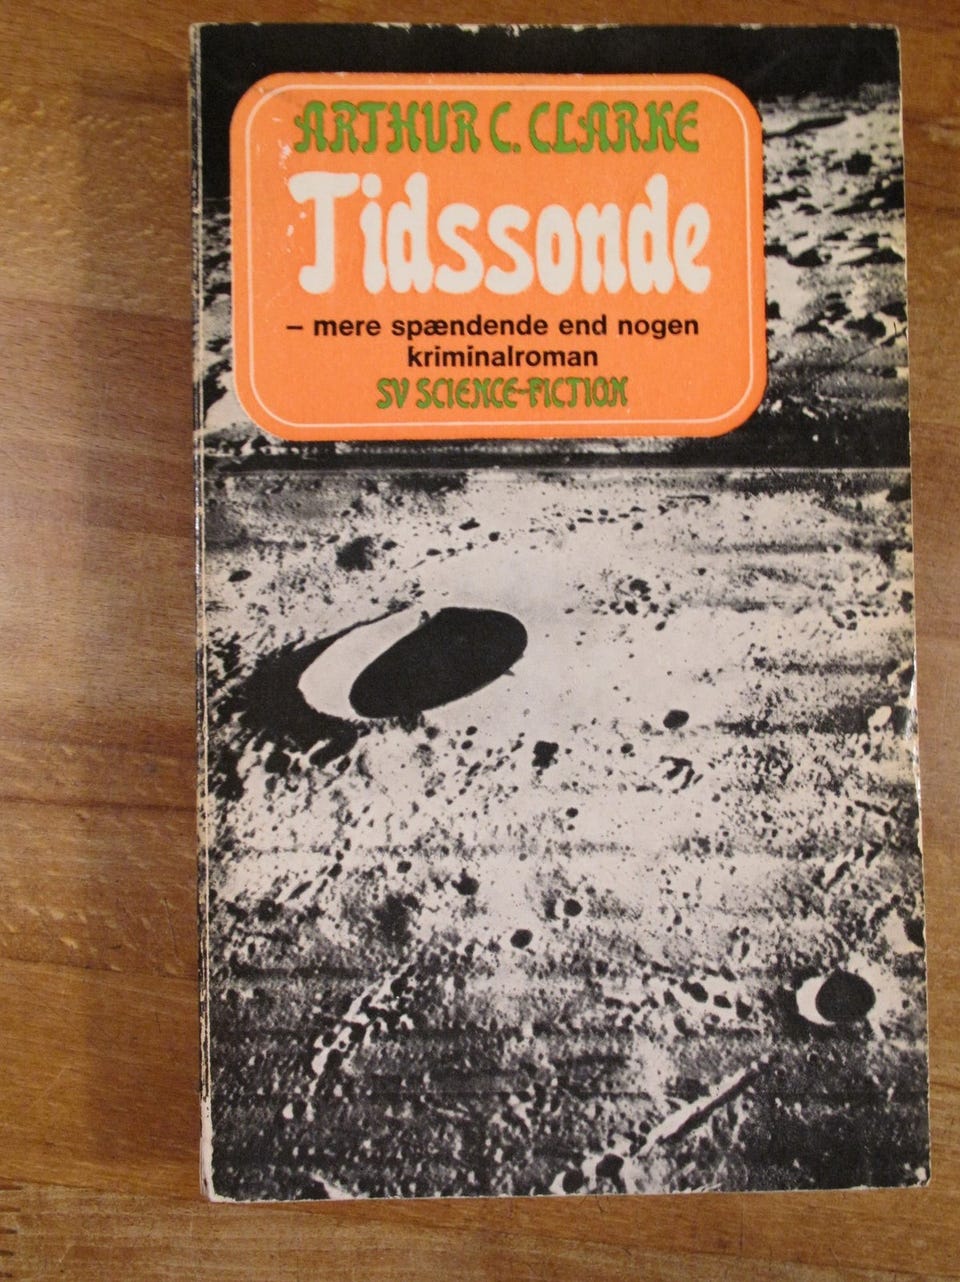 ARTHUR C. CLARKE
Tidssonde
– mere spændende end nogen
kriminalroman
SV SCIENCE-FICTION